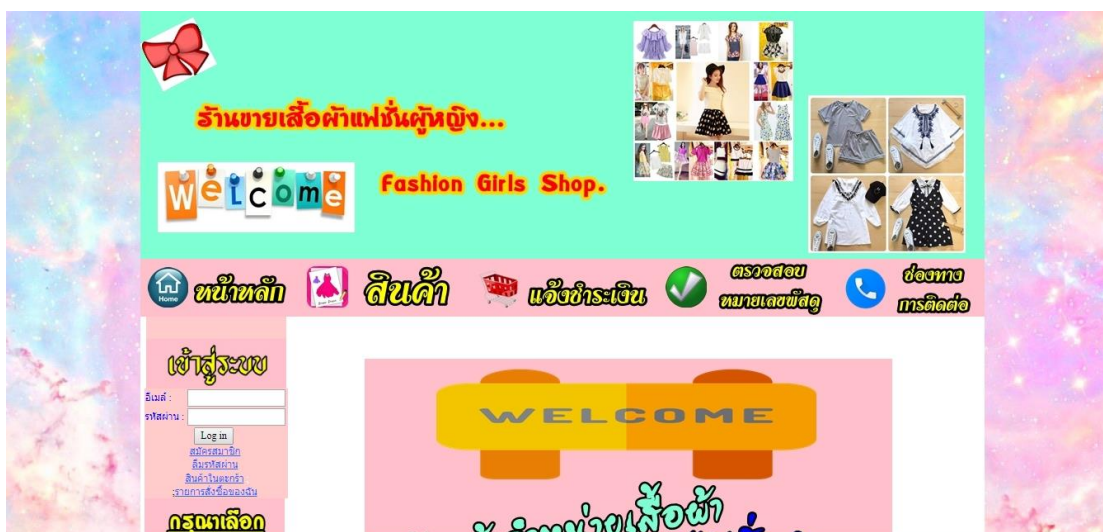 ร้านขายเสื้อผ้าแฟชั่นผู้หญิง...
Welcome
Fashion Girls Shop.
Home
หน้าหลัก
สินค้า
แจ้งชำระเงิน
ตรวจสอบ
หมายเลขพัสดุ
ช่องทาง
การติดต่อ
เข้าสู่ระบบ
อีเมล์ :
รหัสผ่าน :
Log in
สมัครสมาชิก
ลืมรหัสผ่าน
สินค้าในตะกร้า
:รายการสั่งซื้อของฉัน
กรุณาเลือก
WELCOME